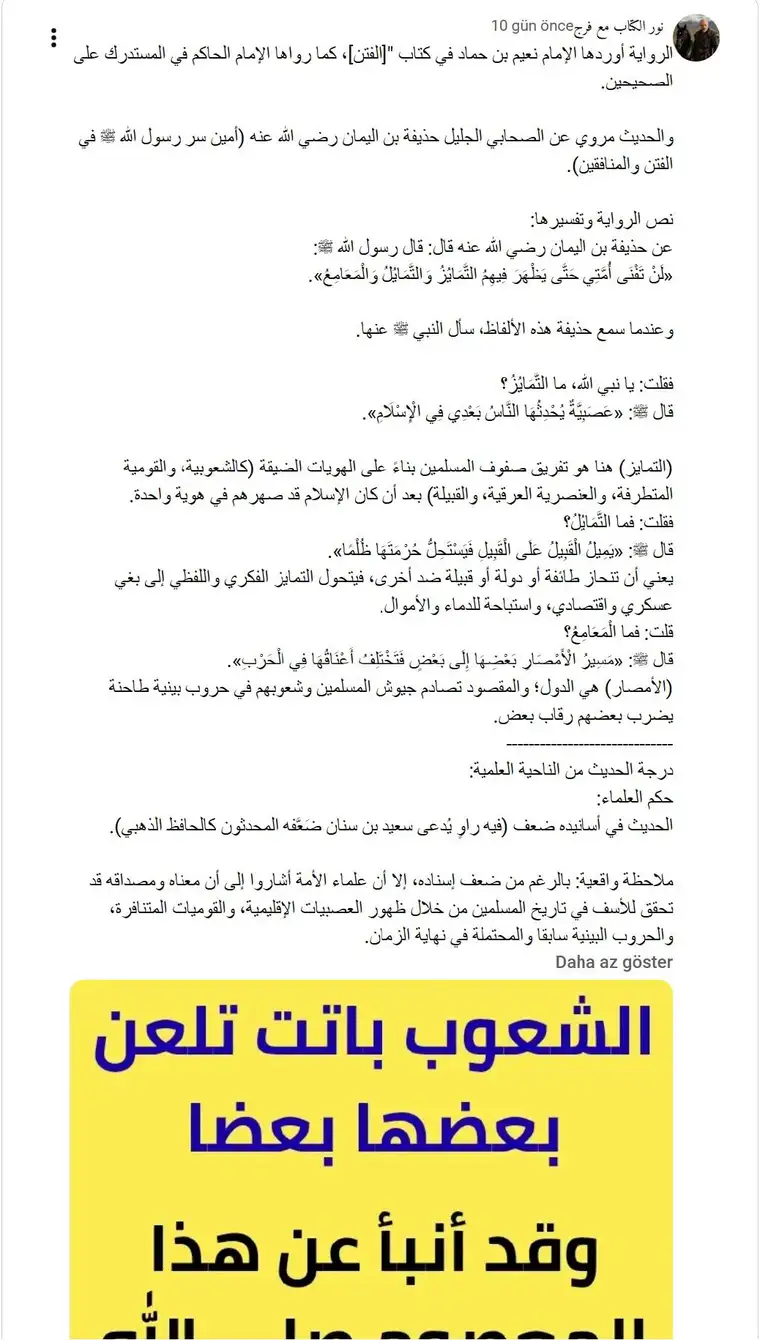 نور الكتاب مع فرج 10 gün önce
الرواية أوردها الإمام نعيم بن حماد في كتاب "[الفتن]، كما رواها الإمام الحاكم في المستدرك على
الصحيحين.
والحديث مروي عن الصحابي الجليل حذيفة بن اليمان رضي الله عنه (أمين سر رسول الله ﷺ في
الفتن والمنافقين).
نص الرواية وتفسيرها:
عن حذيفة بن اليمان رضي الله عنه قال: قال رسول الله ﷺ:
«لَنْ تَفْنَى أُمَّتِي حَتَّى يَظْهَرَ فِيهِمُ التَّمَايُزُ وَالتَّمَايُلُ وَالْمَعَامِعُ».
وعندما سمع حذيفة هذه الألفاظ، سأل النبي ﷺ عنها.
فقلت: يا نبي الله، ما التَّمَايُزُ؟
قال ﷺ: «عَصَبِيَّةٌ يُحْدِثُهَا النَّاسُ بَعْدِي فِي الْإِسْلَامِ».
(التمايز) هنا هو تفريق صفوف المسلمين بناءً على الهويات الضيقة (كالشعوبية، والقومية
المتطرفة، والعنصرية العرقية، والقبيلة) بعد أن كان الإسلام قد صهرهم في هوية واحدة.
فقلت: فما التَّمَايُلُ؟
قال ﷺ: «يَمِيلُ الْقَبِيلُ عَلَى الْقَبِيلِ فَيَسْتَحِلُّ حُرْمَتَهَا ظُلْمًا».
يعني أن تنحاز طائفة أو دولة أو قبيلة ضد أخرى، فيتحول التمايز الفكري واللفظي إلى بغي
عسكري واقتصادي، واستباحة للدماء والأموال.
قلت: فما الْمَعَامِعُ؟
قال ﷺ: «مَسِيرُ الْأَمْصَارِ بَعْضِهَا إِلَى بَعْضٍ فَتَخْتَلِفُ أَعْنَاقُهَا فِي الْحَرْبِ».
(الأمصار) هي الدول؛ والمقصود تصادم جيوش المسلمين وشعوبهم في حروب بينية طاحنة
يضرب بعضهم رقاب بعض.
------------------------------
درجة الحديث من الناحية العلمية:
حكم العلماء:
الحديث في أسانيده ضعف (فيه راوٍ يُدعى سعيد بن سنان ضَعَّفه المحدثون كالحافظ الذهبي).
ملاحظة واقعية: بالرغم من ضعف إسناده، إلا أن علماء الأمة أشاروا إلى أن معناه ومصداقه قد
تحقق للأسف في تاريخ المسلمين من خلال ظهور العصبيات الإقليمية، والقوميات المتنافرة،
والحروب البينية سابقا والمحتملة في نهاية الزمان.
Daha az göster
الشعوب باتت تلعن
بعضها بعضا
وقد أنبأ عن هذا